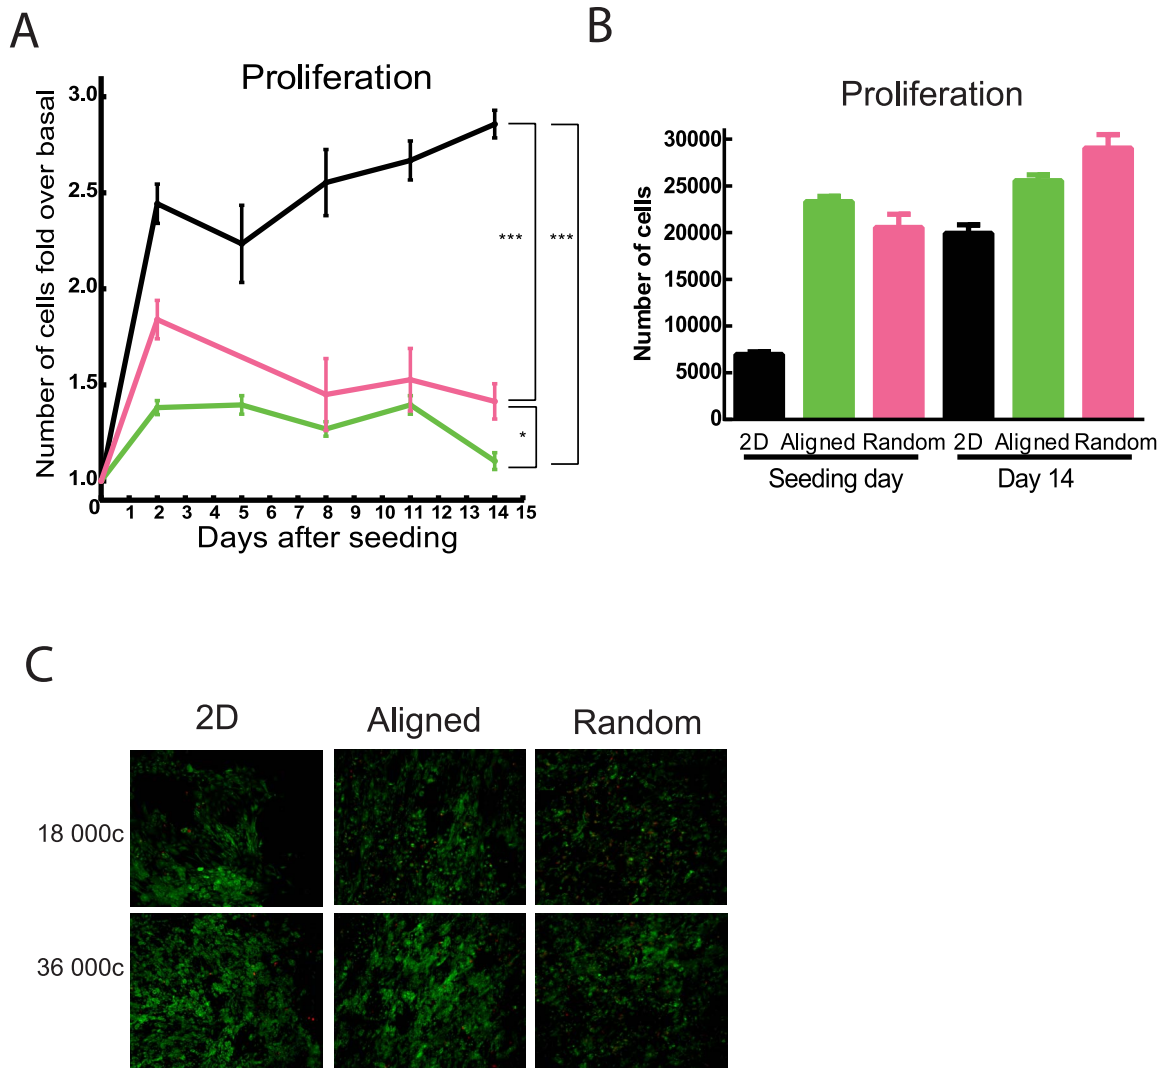 A
Proliferation
Number of cells fold over basal
3.0
2.5
2.0
1.5
1.0
0
1 2 3 4 5 6 7 8 9 10 11 12 13 14 15
Days after seeding
***
***
*
B
Proliferation
Number of cells
30000
25000
20000
15000
10000
5000
0
2D Aligned Random 2D Aligned Random
Seeding day Day 14
C
2D Aligned Random
18 000c
36 000c